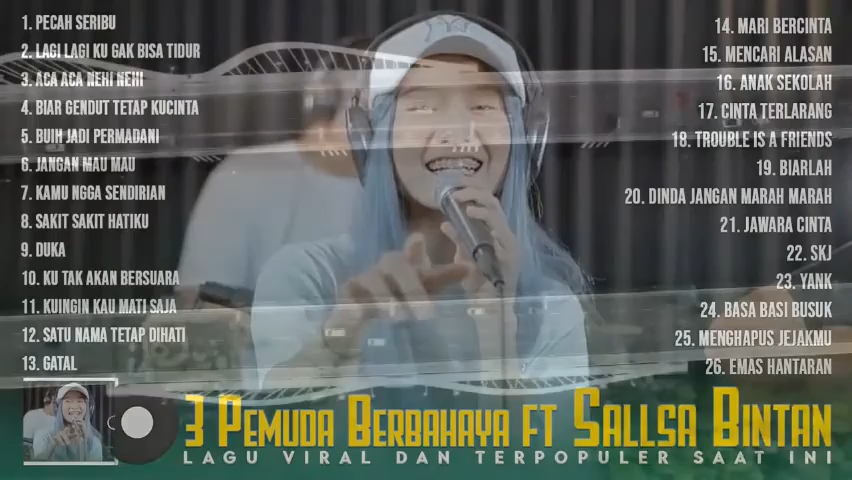 1. PECAH SERIBU
2. LAGI LAGI KU GAK BISA TIDUR
3. ACA ACA NEHI NEHI
4. BIAR GENDUT TETAP KUCINTA
5. BUIH JADI PERMADANI
6. JANGAN MAU MAU
7. KAMU NGGA SENDIRIAN
8. SAKIT SAKIT HATIKU
9. DUKA
10. KU TAK AKAN BERSUARA
11. KUINGIN KAU MATI SAJA
12. SATU NAMA TETAP DIHATI
13. GATAL
14. MARI BERCINTA
15. MENCARI ALASAN
16. ANAK SEKOLAH
17. CINTA TERLARANG
18. TROUBLE IS A FRIENDS
19. BIARLAH
20. DINDA JANGAN MARAH MARAH
21. JAWARA CINTA
22. SKJ
23. YANK
24. BASA BASI BUSUK
25. MENGHAPUS JEJAKMU
26. EMAS HANTARAN
3 PEMUDA BERBAHAYA FT SALLSA BINTAN
LAGU VIRAL DAN TERPOPULER SAAT INI